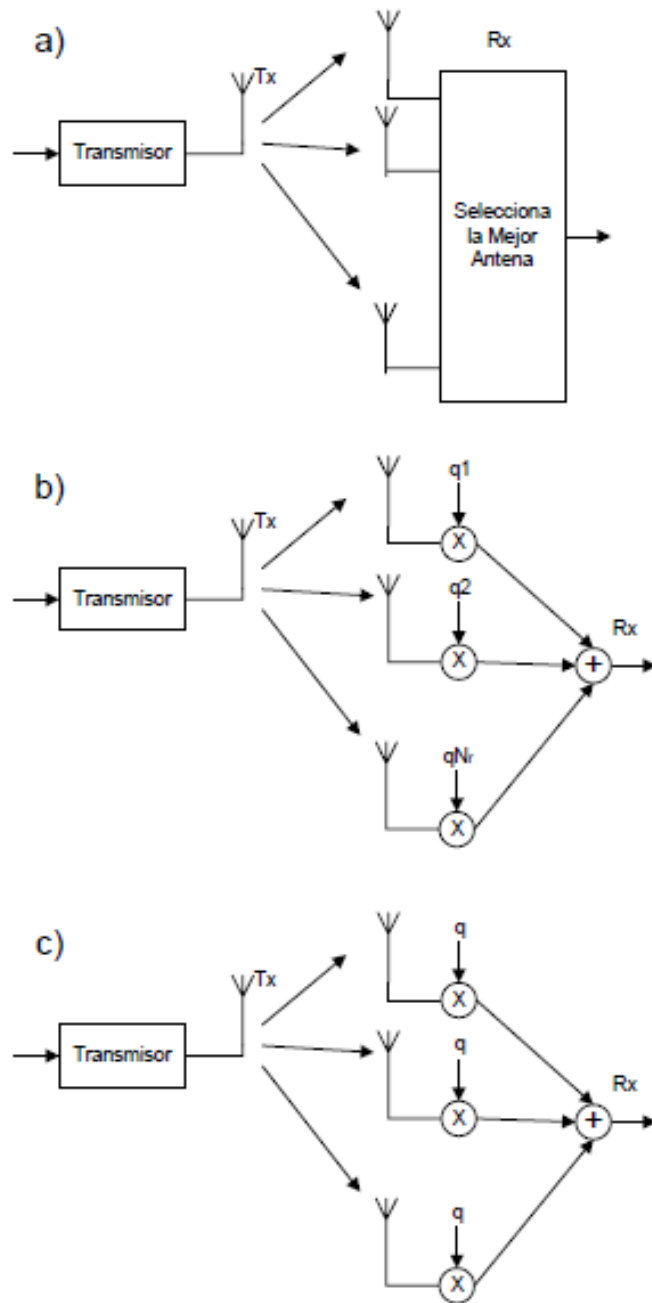 a)
Tx
Rx
Transmisor
Selecciona
la Mejor
Antena
b)
Tx
q1
X
Transmisor
q2
X
Rx
+
qNr
X
c)
Tx
q
X
Transmisor
q
X
Rx
+
q
X